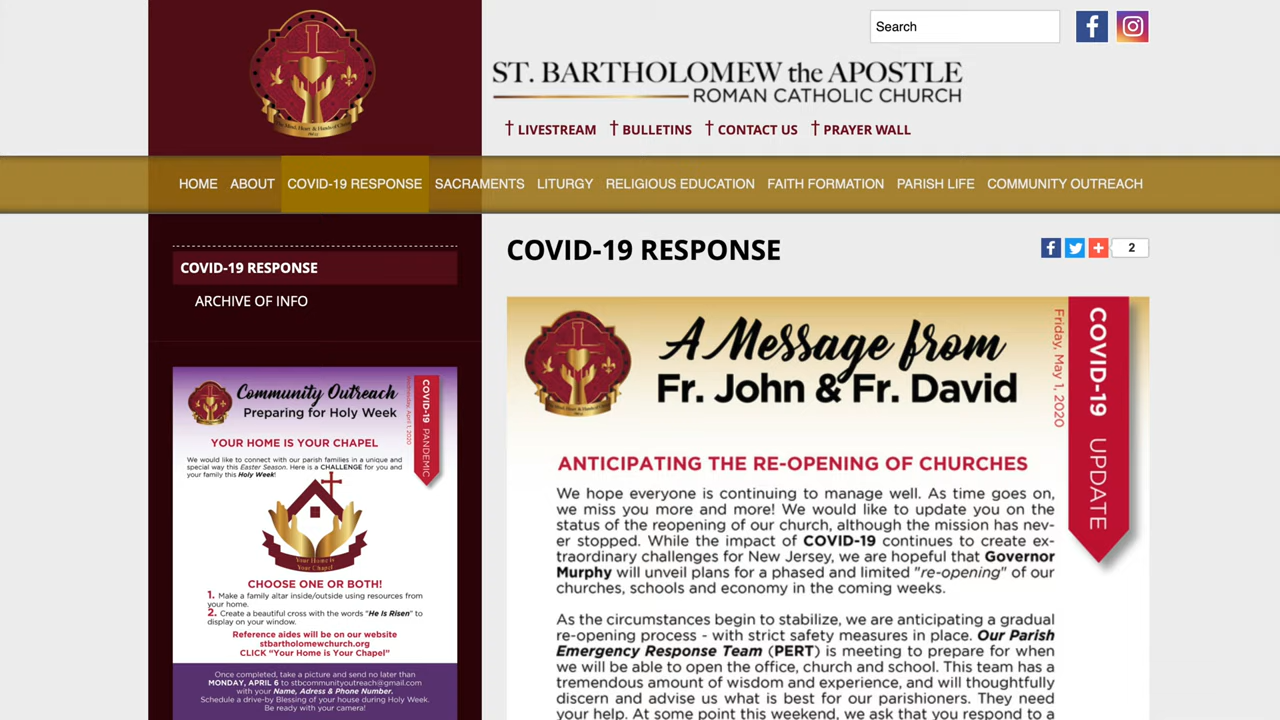 Search
ST. BARTHOLOMEW the APOSTLE
ROMAN CATHOLIC CHURCH
† LIVESTREAM † BULLETINS † CONTACT US † PRAYER WALL
HOME ABOUT COVID-19 RESPONSE SACRAMENTS LITURGY RELIGIOUS EDUCATION FAITH FORMATION PARISH LIFE COMMUNITY OUTREACH
COVID-19 RESPONSE
ARCHIVE OF INFO
Community Outreach
Preparing for Holy Week
Wednesday, April 1, 2020
COVID-19 PANDEMIC
YOUR HOME IS YOUR CHAPEL
We would like to connect with our parish families in a unique and
special way this Easter Season. Here is a CHALLENGE for you and
your family this Holy Week!
Your Home is
Your Chapel
CHOOSE ONE OR BOTH!
1. Make a family altar inside/outside using resources from
your home.
2. Create a beautiful cross with the words "He Is Risen" to
display on your window.
Reference aides will be on our website
stbartholomewchurch.org
CLICK "Your Home is Your Chapel"
Once completed, take a picture and send no later than
MONDAY, APRIL 6 to stbcommunityoutreach@gmail.com
with your Name, Adress & Phone Number.
Schedule a drive-by Blessing of your house during Holy Week.
Be ready with your camera!
COVID-19 RESPONSE
2
A Message from
Fr. John & Fr. David
Friday, May 1, 2020
COVID-19 UPDATE
ANTICIPATING THE RE-OPENING OF CHURCHES
We hope everyone is continuing to manage well. As time goes on,
we miss you more and more! We would like to update you on the
status of the reopening of our church, although the mission has nev-
er stopped. While the impact of COVID-19 continues to create ex-
traordinary challenges for New Jersey, we are hopeful that Governor
Murphy will unveil plans for a phased and limited "re-opening" of our
churches, schools and economy in the coming weeks.
As the circumstances begin to stabilize, we are anticipating a gradual
re-opening process - with strict safety measures in place. Our Parish
Emergency Response Team (PERT) is meeting to prepare for when
we will be able to open the office, church and school. This team has a
tremendous amount of wisdom and experience, and will thoughtfully
discern and advise us what is best for our parishioners. They need
your help. At some point this weekend, we ask that you respond to a